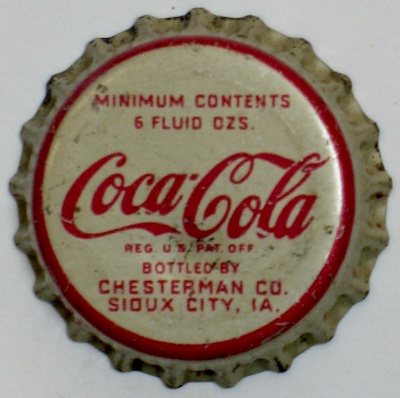 MINIMUM CONTENTS
6 FLUID OZS.
Coca-Cola
REG. U.S. PAT. OFF.
BOTTLED BY
CHESTERMAN CO.
SIOUX CITY, IA.